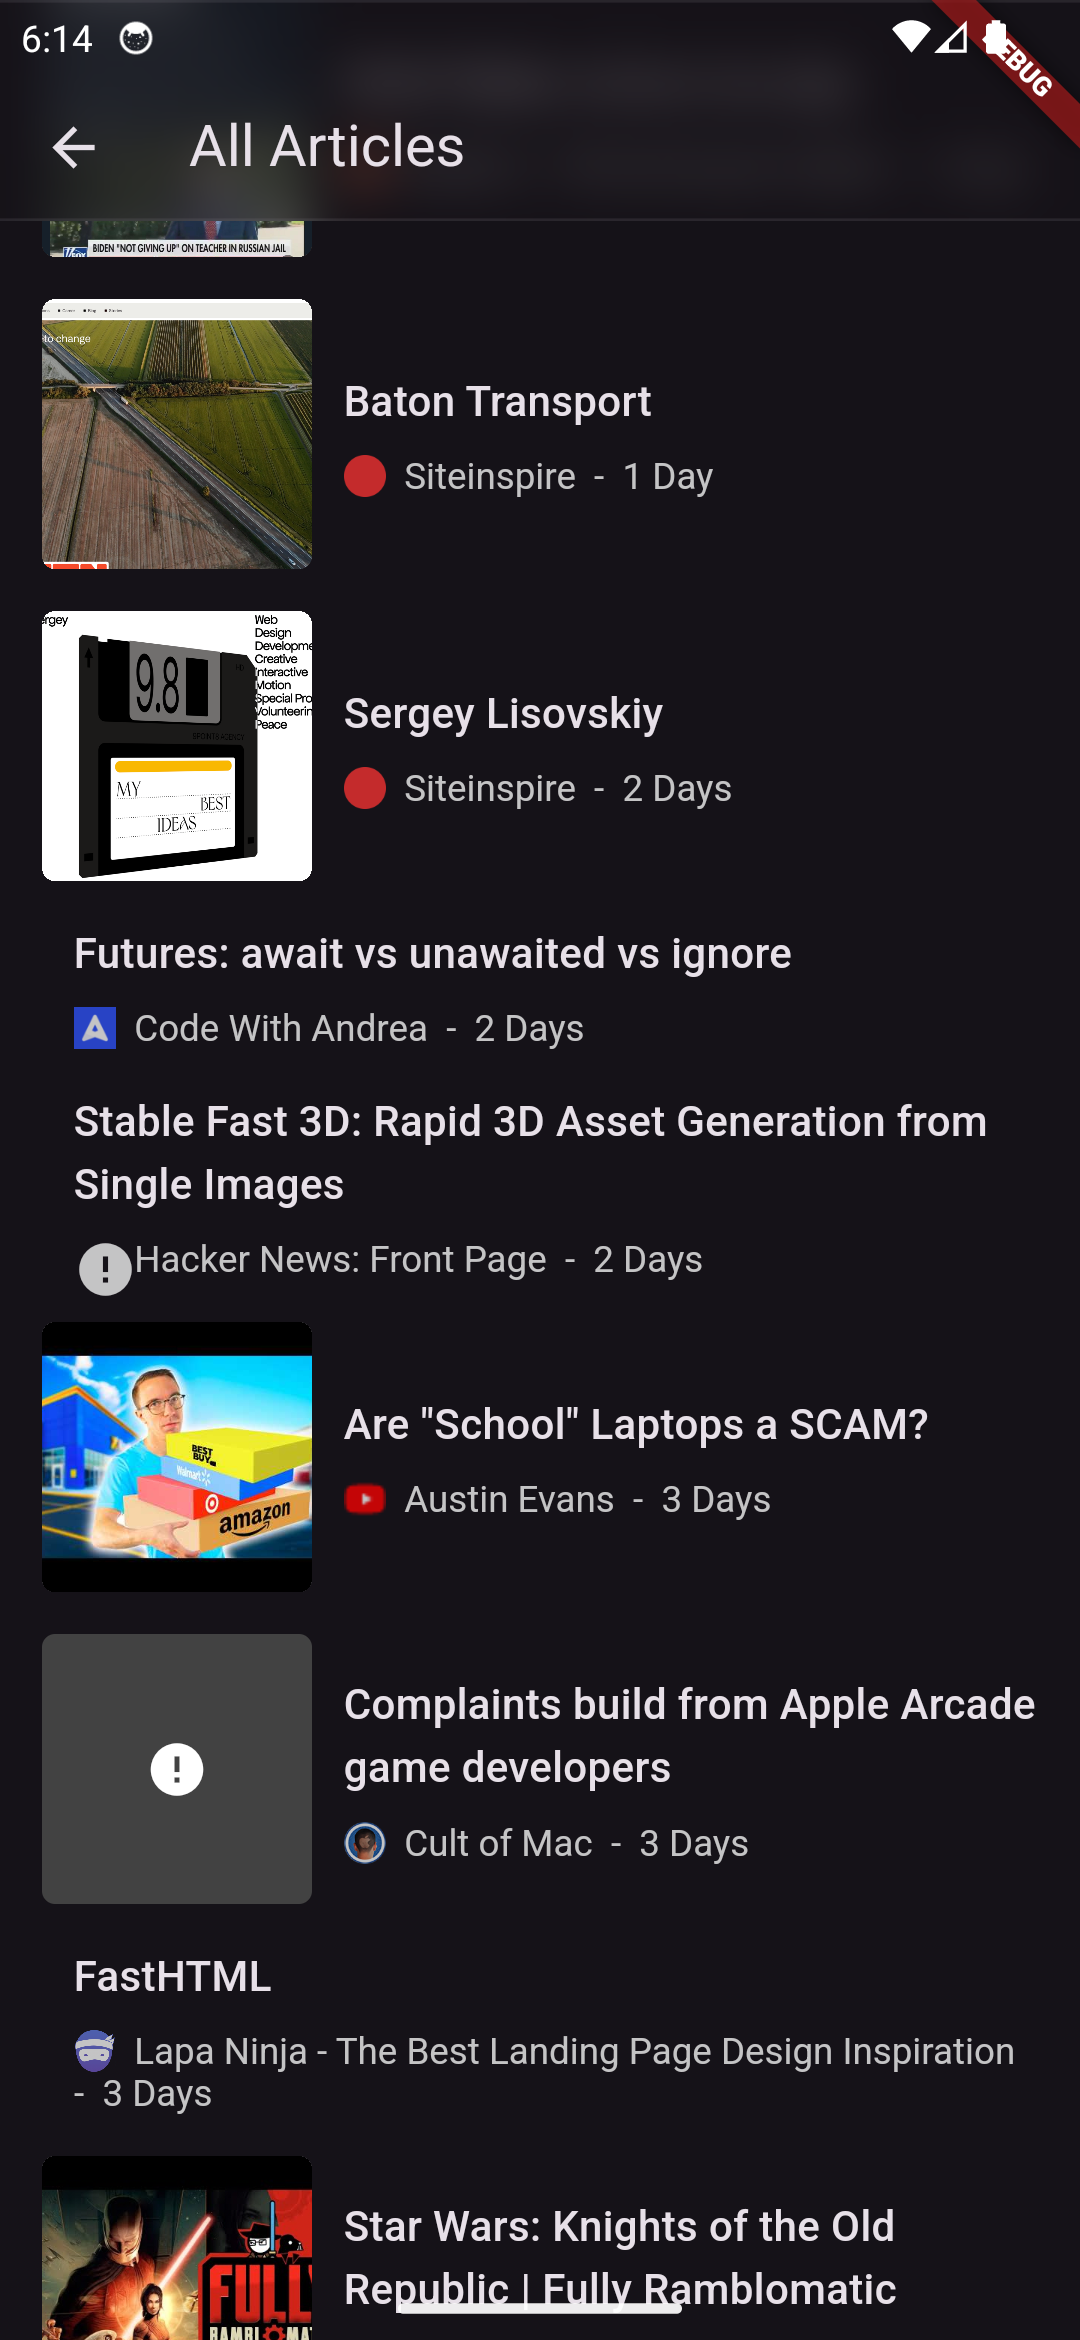 6:14
DEBUG
All Articles
BIDEN "NOT GIVING UP" ON TEACHER IN RUSSIAN JAIL
to change
Baton Transport
Siteinspire - 1 Day
ergey
Web
Design
Developme
Creative
Interactive
Motion
Special Pro
Volunteerin
Peace
9.8
MY
BEST
IDEAS
Sergey Lisovskiy
Siteinspire - 2 Days
Futures: await vs unawaited vs ignore
Code With Andrea - 2 Days
Stable Fast 3D: Rapid 3D Asset Generation from
Single Images
Hacker News: Front Page - 2 Days
BEST
BUY
Walmart
amazon
Are "School" Laptops a SCAM?
Austin Evans - 3 Days
Complaints build from Apple Arcade
game developers
Cult of Mac - 3 Days
FastHTML
Lapa Ninja - The Best Landing Page Design Inspiration
- 3 Days
FULL
Star Wars: Knights of the Old
Republic | Fully Ramblomatic